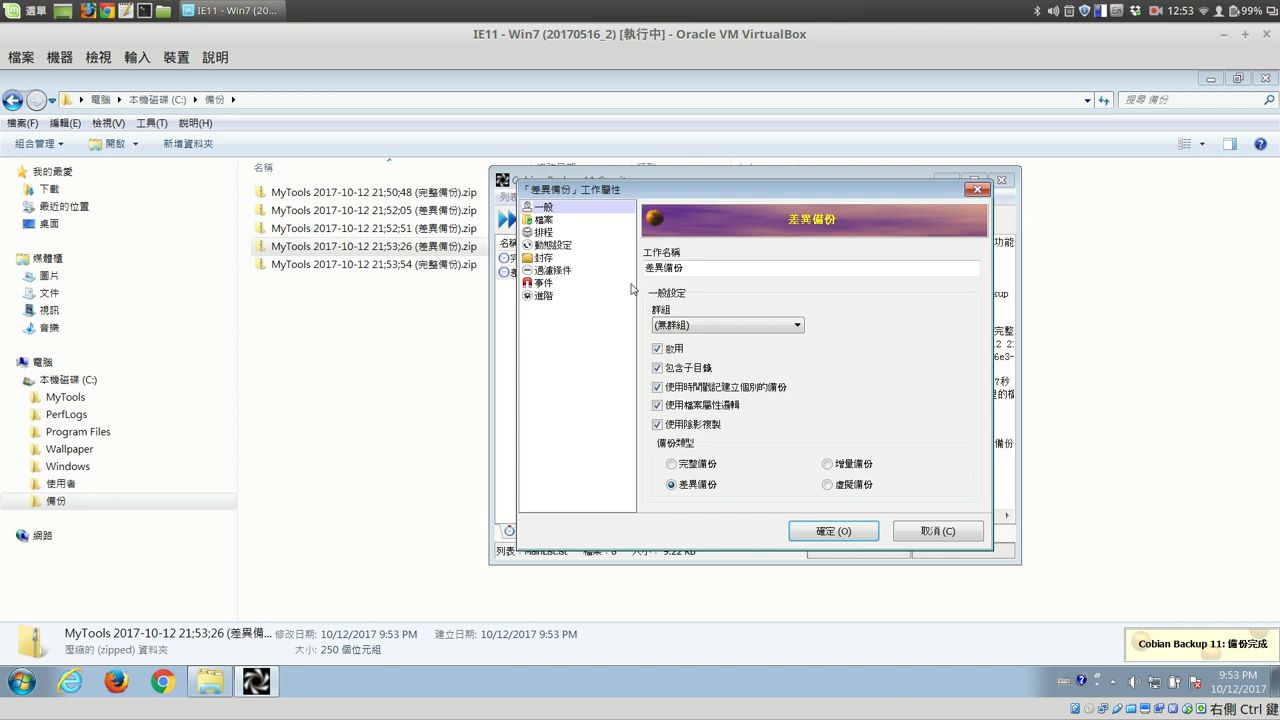 選單
IE11 - Win7 (20...
En
12:53
99%
IE11 - Win7 (20170516_2) [執行中] - Oracle VM VirtualBox
檔案 機器 檢視 輸入 裝置 說明
電腦 本機磁碟 (C:) 備份
搜尋 備份
檔案(F) 編輯(E) 檢視(V) 工具(T) 說明(H)
組合管理 開啟 新增資料夾
我的最愛
下載
最近的位置
桌面
媒體櫃
圖片
文件
視訊
音樂
電腦
本機磁碟 (C:)
MyTools
PerfLogs
Program Files
Wallpaper
Windows
使用者
備份
網路
名稱
MyTools 2017-10-12 21;50;48 (完整備份).zip
MyTools 2017-10-12 21;52;05 (差異備份).zip
MyTools 2017-10-12 21;52;51 (差異備份).zip
MyTools 2017-10-12 21;53;26 (差異備份).zip
MyTools 2017-10-12 21;53;54 (完整備份).zip
「差異備份」工作屬性
一般
檔案
排程
動態設定
封存
過濾條件
事件
進階
差異備份
工作名稱
差異備份
一般設定
群組
(無群組)
啟用
包含子目錄
使用時間戳記建立個別的備份
使用檔案屬性邏輯
使用陰影複製
備份類型
完整備份 增量備份
差異備份 虛擬備份
確定 (O) 取消 (C)
MyTools 2017-10-12 21;53;26 (差異備... 修改日期: 10/12/2017 9:53 PM 建立日期: 10/12/2017 9:53 PM
壓縮的 (zipped) 資料夾 大小: 250 個位元組
Cobian Backup 11: 備份完成
9:53 PM
10/12/2017
右側 Ctrl 鍵